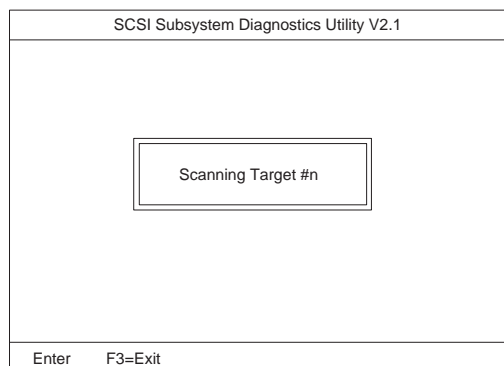 SCSI Subsystem Diagnostics Utility V2.1
Scanning Target #n
Enter F3=Exit